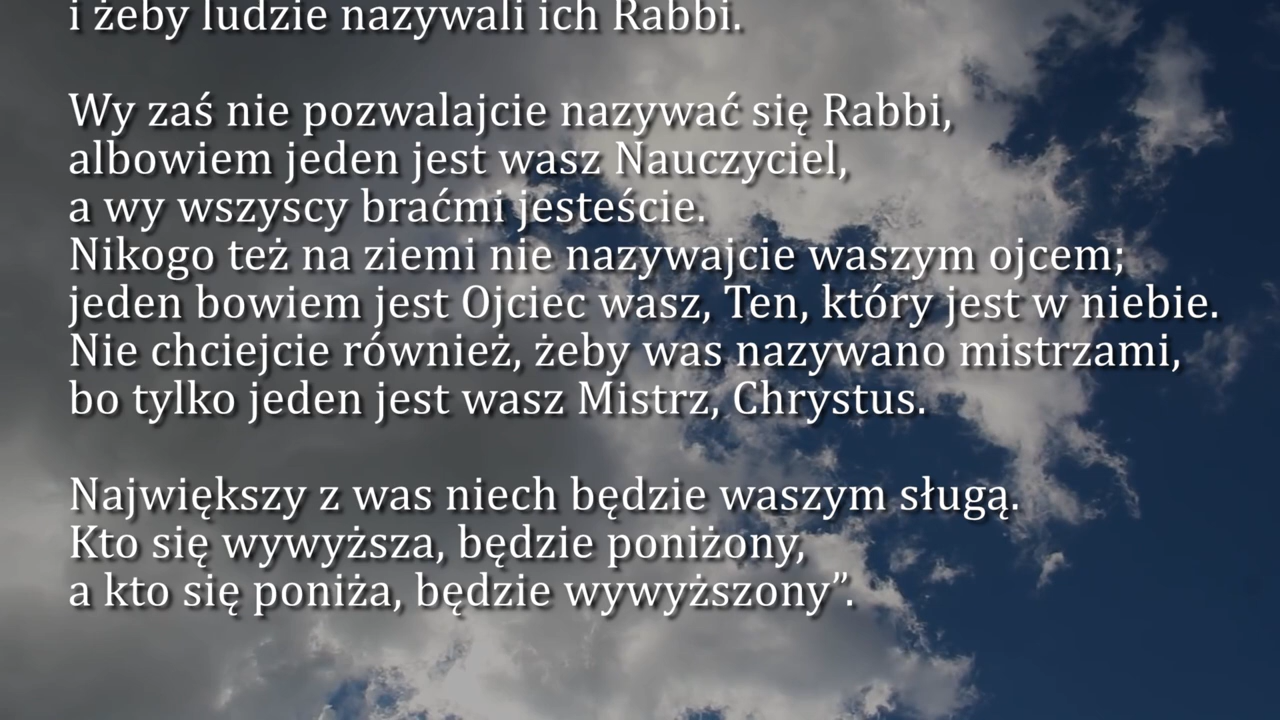 i żeby ludzie nazywali ich Rabbi.
Wy zaś nie pozwalajcie nazywać się Rabbi,
albowiem jeden jest wasz Nauczyciel,
a wy wszyscy braćmi jesteście.
Nikogo też na ziemi nie nazywajcie waszym ojcem;
jeden bowiem jest Ojciec wasz, Ten, który jest w niebie.
Nie chciejcie również, żeby was nazywano mistrzami,
bo tylko jeden jest wasz Mistrz, Chrystus.
Największy z was niech będzie waszym sługą.
Kto się wywyższa, będzie poniżony,
a kto się poniża, będzie wywyższony”.